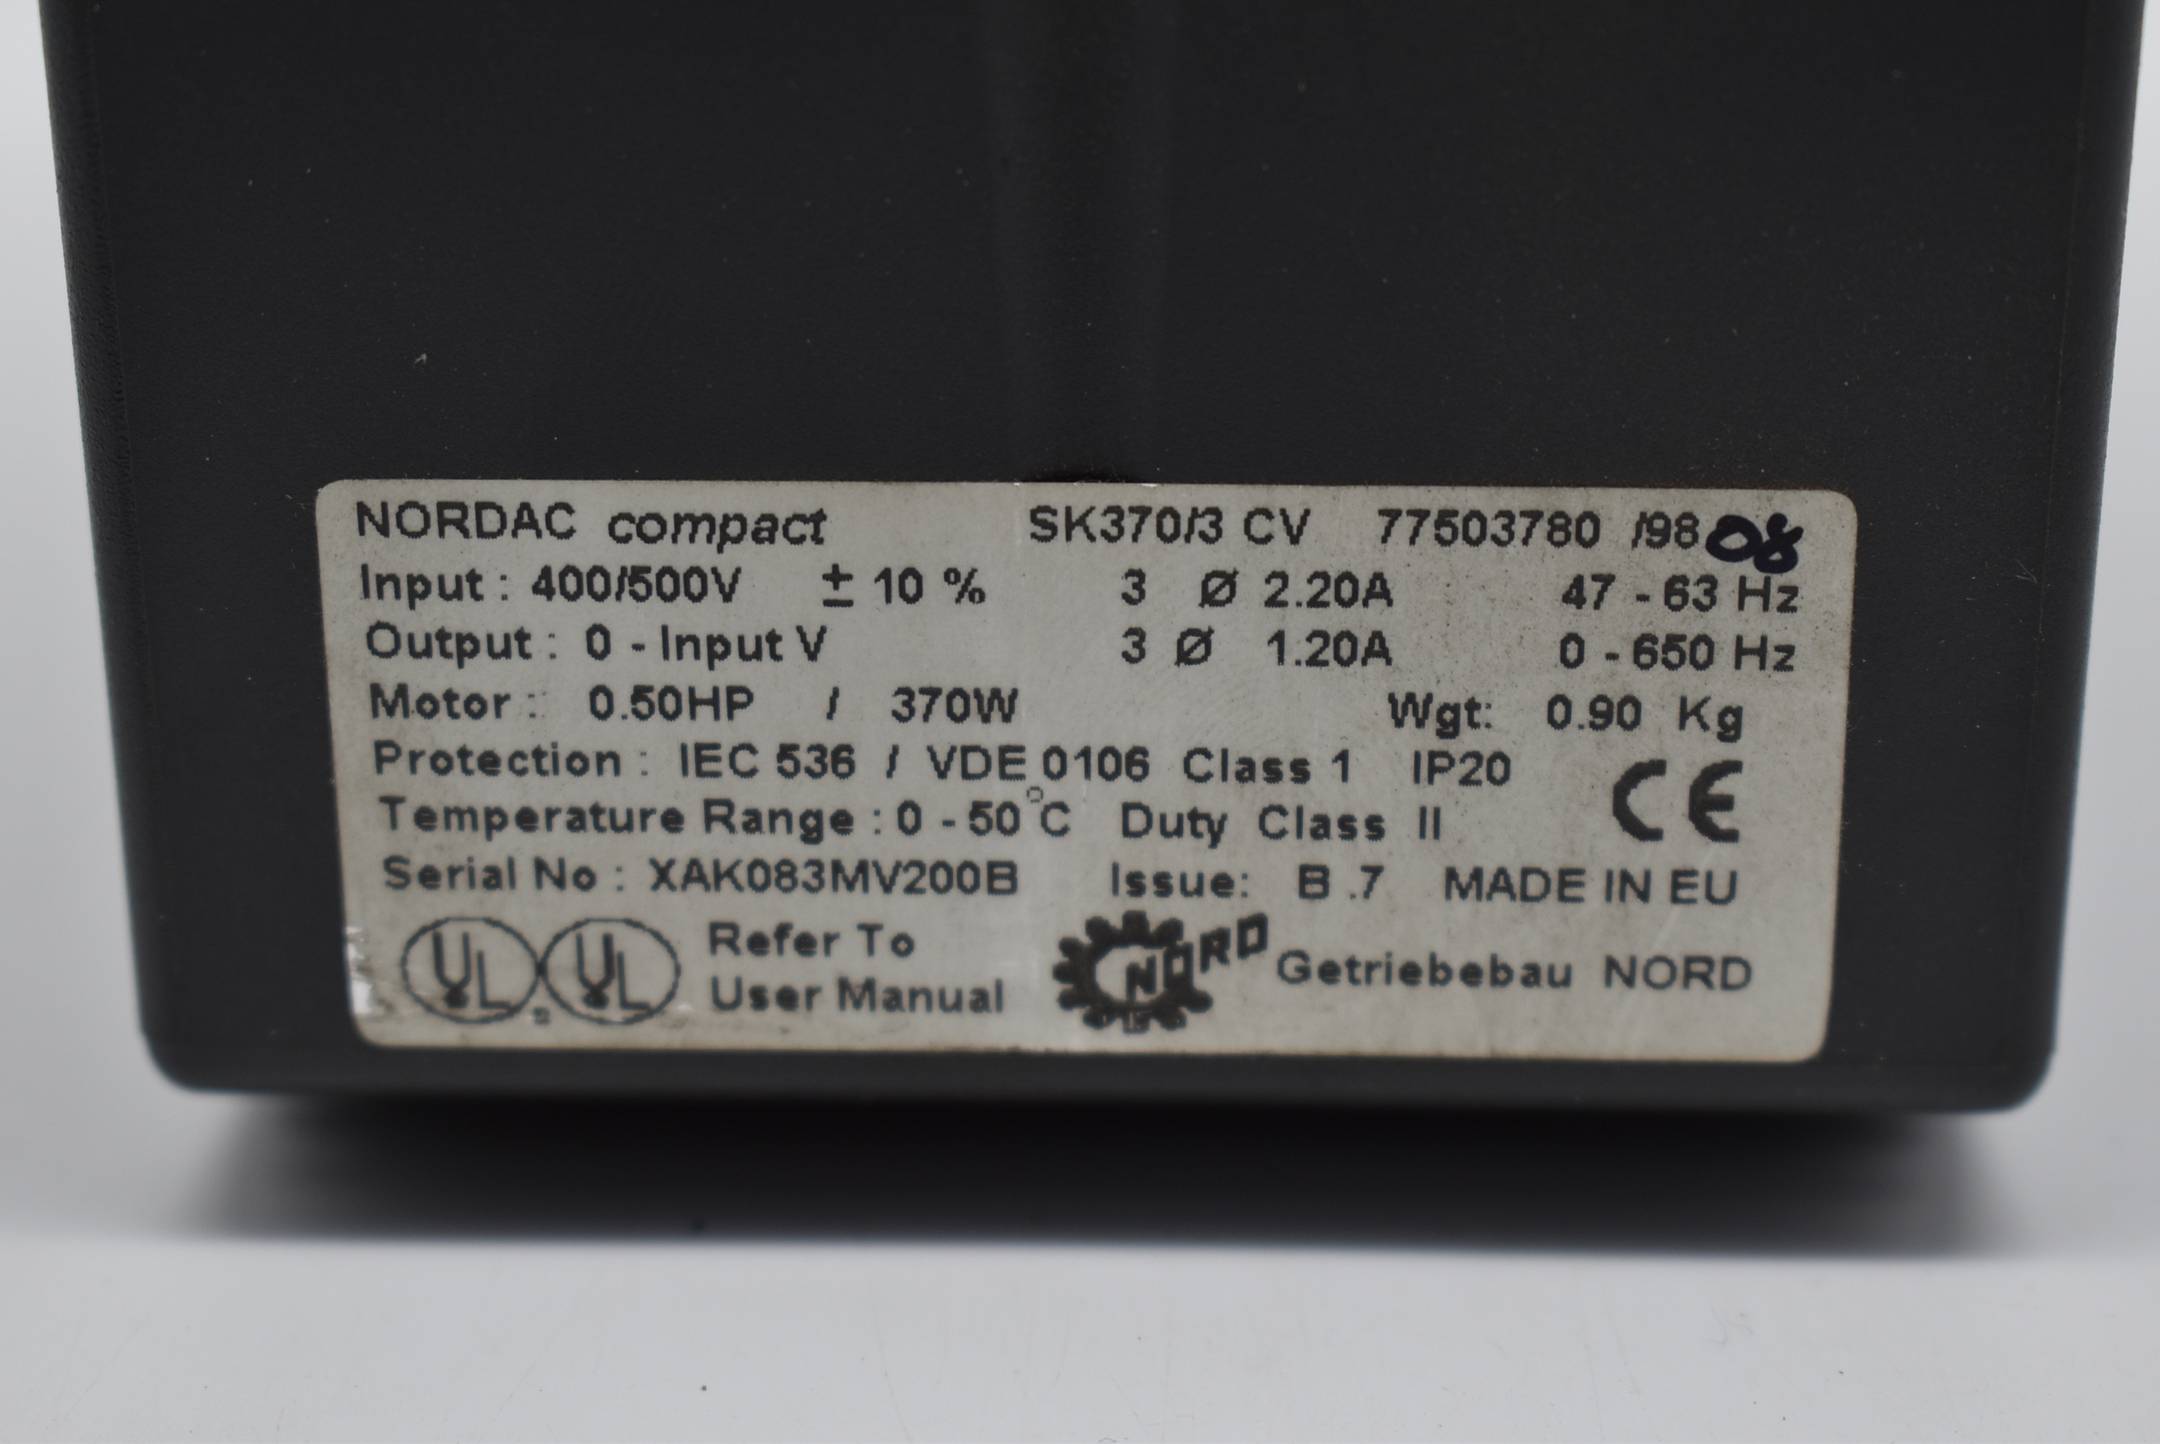 NORDAC compact SK370/3 CV 77503780 /98 08
Input : 400/500V ± 10 % 3 Ø 2.20A 47 - 63 Hz
Output : 0 - Input V 3 Ø 1.20A 0 - 650 Hz
Motor : 0.50HP / 370W Wgt: 0.90 Kg
Protection : IEC 536 / VDE 0106 Class 1 IP20
CE
Temperature Range : 0 - 50°C Duty Class II
Serial No : XAK083MV200B Issue: B .7 MADE IN EU
UL UL Refer To
User Manual
NORD Getriebebau NORD